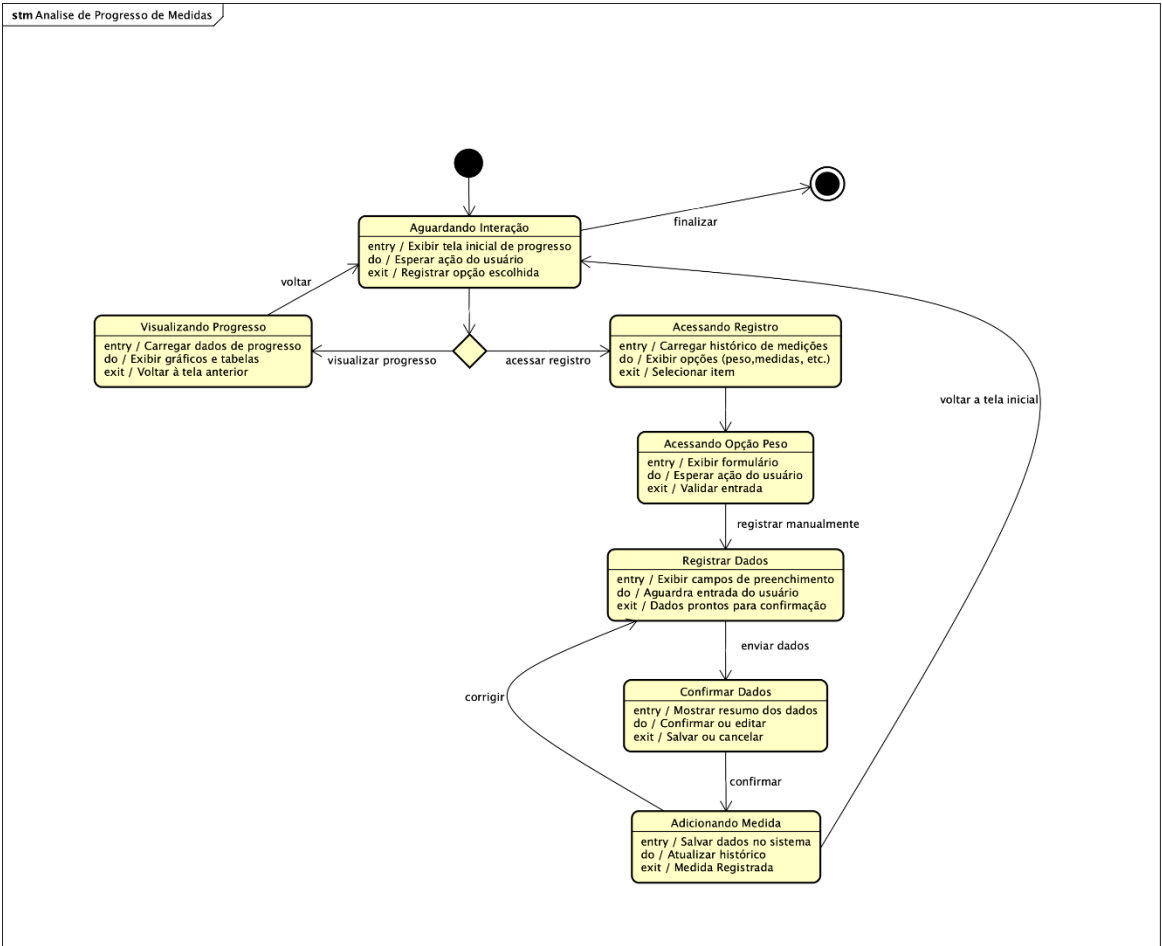 stm Analise de Progresso de Medidas
finalizar
Aguardando Interação
entry / Exibir tela inicial de progresso
do / Esperar ação do usuário
exit / Registrar opção escolhida
voltar
Visualizando Progresso
entry / Carregar dados de progresso
do / Exibir gráficos e tabelas
exit / Voltar à tela anterior
visualizar progresso
acessar registro
Acessando Registro
entry / Carregar histórico de medições
do / Exibir opções (peso,medidas, etc.)
exit / Selecionar item
voltar a tela inicial
Acessando Opção Peso
entry / Exibir formulário
do / Esperar ação do usuário
exit / Validar entrada
registrar manualmente
Registrar Dados
entry / Exibir campos de preenchimento
do / Aguardra entrada do usuário
exit / Dados prontos para confirmação
enviar dados
corrigir
Confirmar Dados
entry / Mostrar resumo dos dados
do / Confirmar ou editar
exit / Salvar ou cancelar
confirmar
Adicionando Medida
entry / Salvar dados no sistema
do / Atualizar histórico
exit / Medida Registrada